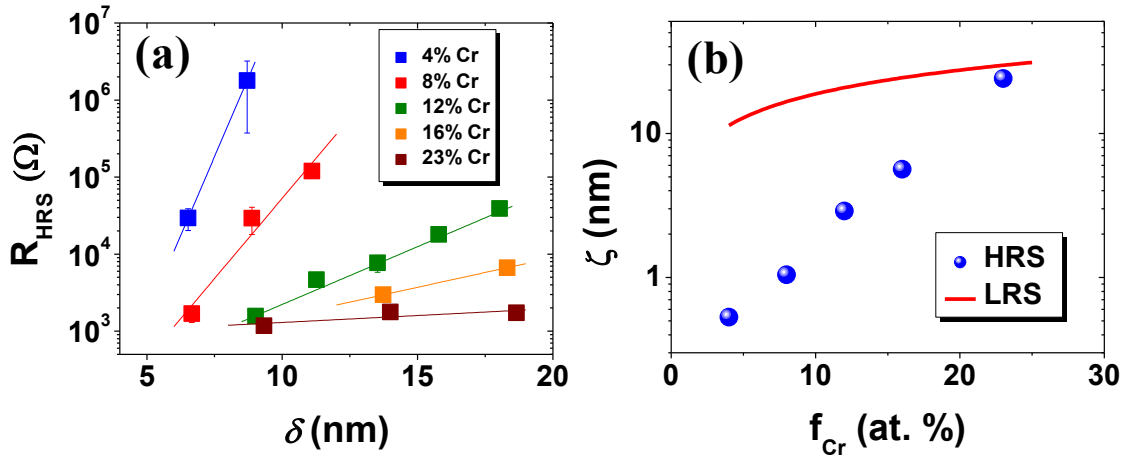 (a)
10^7
10^6
10^5
10^4
10^3
R_HRS (Ω)
4% Cr
8% Cr
12% Cr
16% Cr
23% Cr
5 10 15 20
δ (nm)
(b)
10
1
ζ (nm)
HRS
LRS
0 10 20 30
f_Cr (at. %)